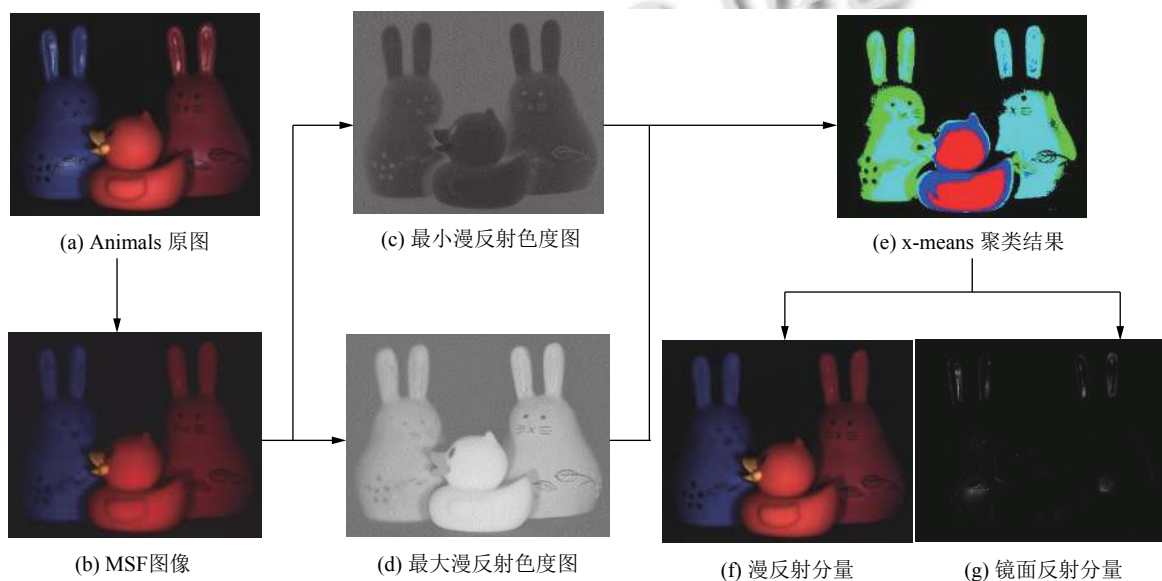 (a) Animals 原图
(c) 最小漫反射色度图
(e) x-means 聚类结果
(b) MSF图像
(d) 最大漫反射色度图
(f) 漫反射分量
(g) 镜面反射分量